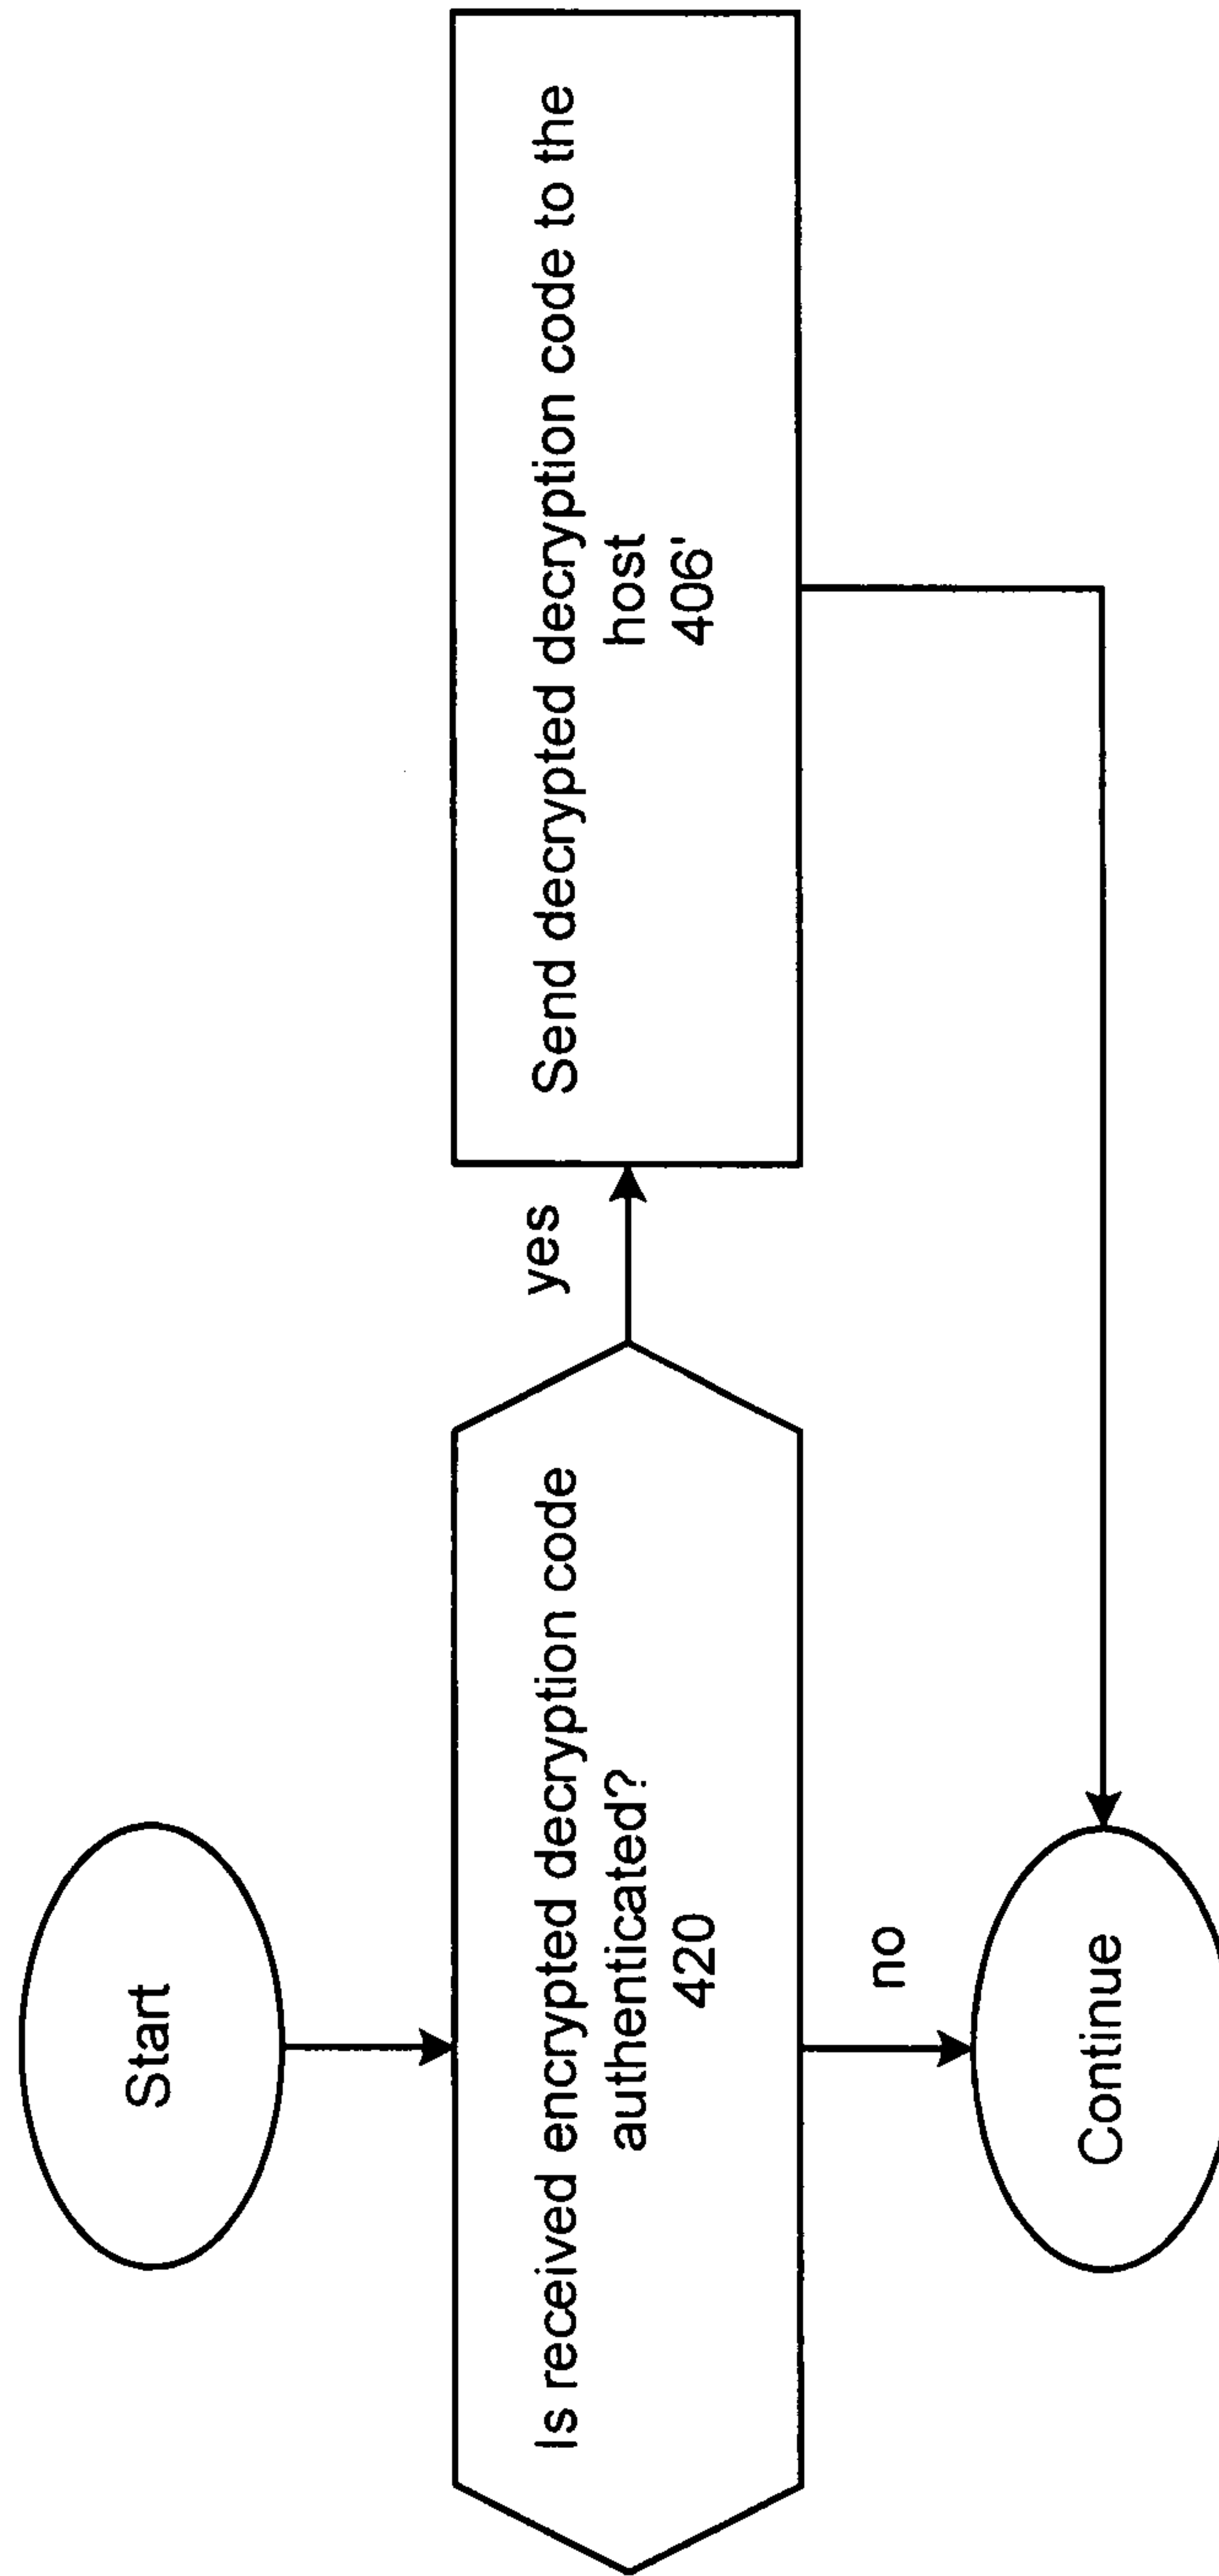 Start
Is received encrypted decryption code
authenticated?
420
yes
Send decrypted decryption code to the
host
406'
no
Continue